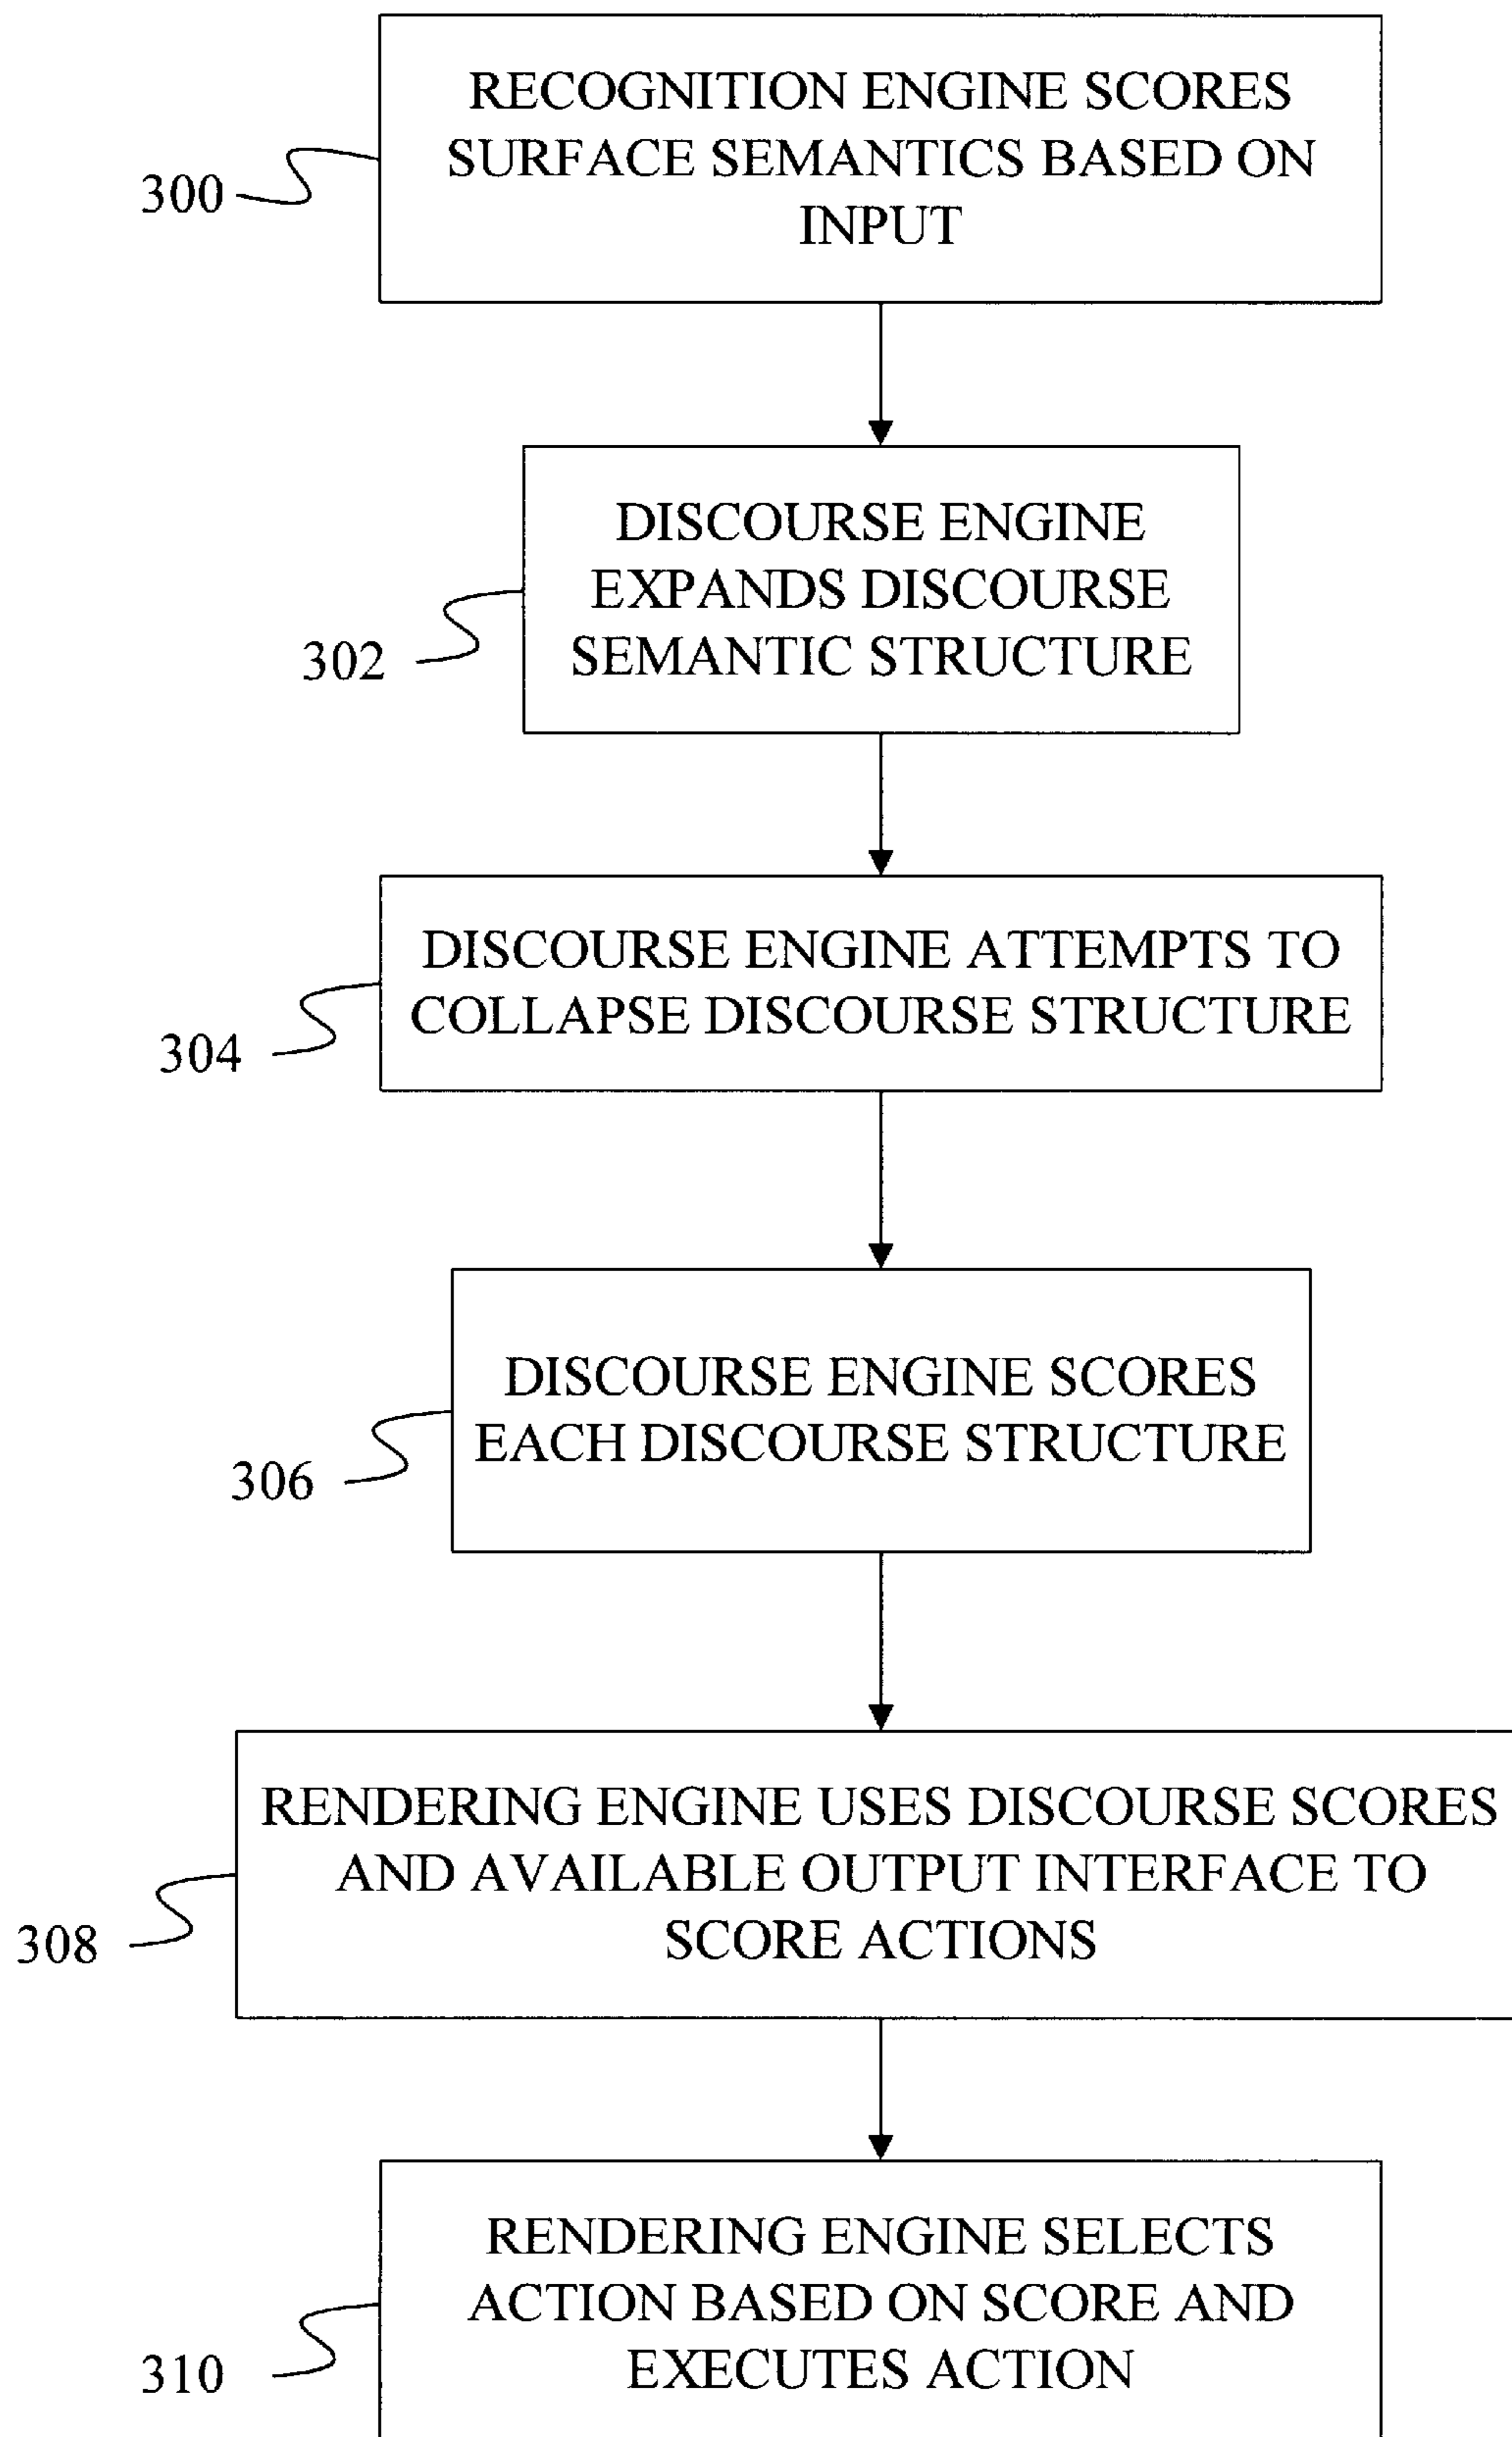 RECOGNITION ENGINE SCORES
SURFACE SEMANTICS BASED ON
INPUT
300
DISCOURSE ENGINE
EXPANDS DISCOURSE
SEMANTIC STRUCTURE
302
DISCOURSE ENGINE ATTEMPTS TO
COLLAPSE DISCOURSE STRUCTURE
304
DISCOURSE ENGINE SCORES
EACH DISCOURSE STRUCTURE
306
RENDERING ENGINE USES DISCOURSE SCORES
AND AVAILABLE OUTPUT INTERFACE TO
SCORE ACTIONS
308
RENDERING ENGINE SELECTS
ACTION BASED ON SCORE AND
EXECUTES ACTION
310